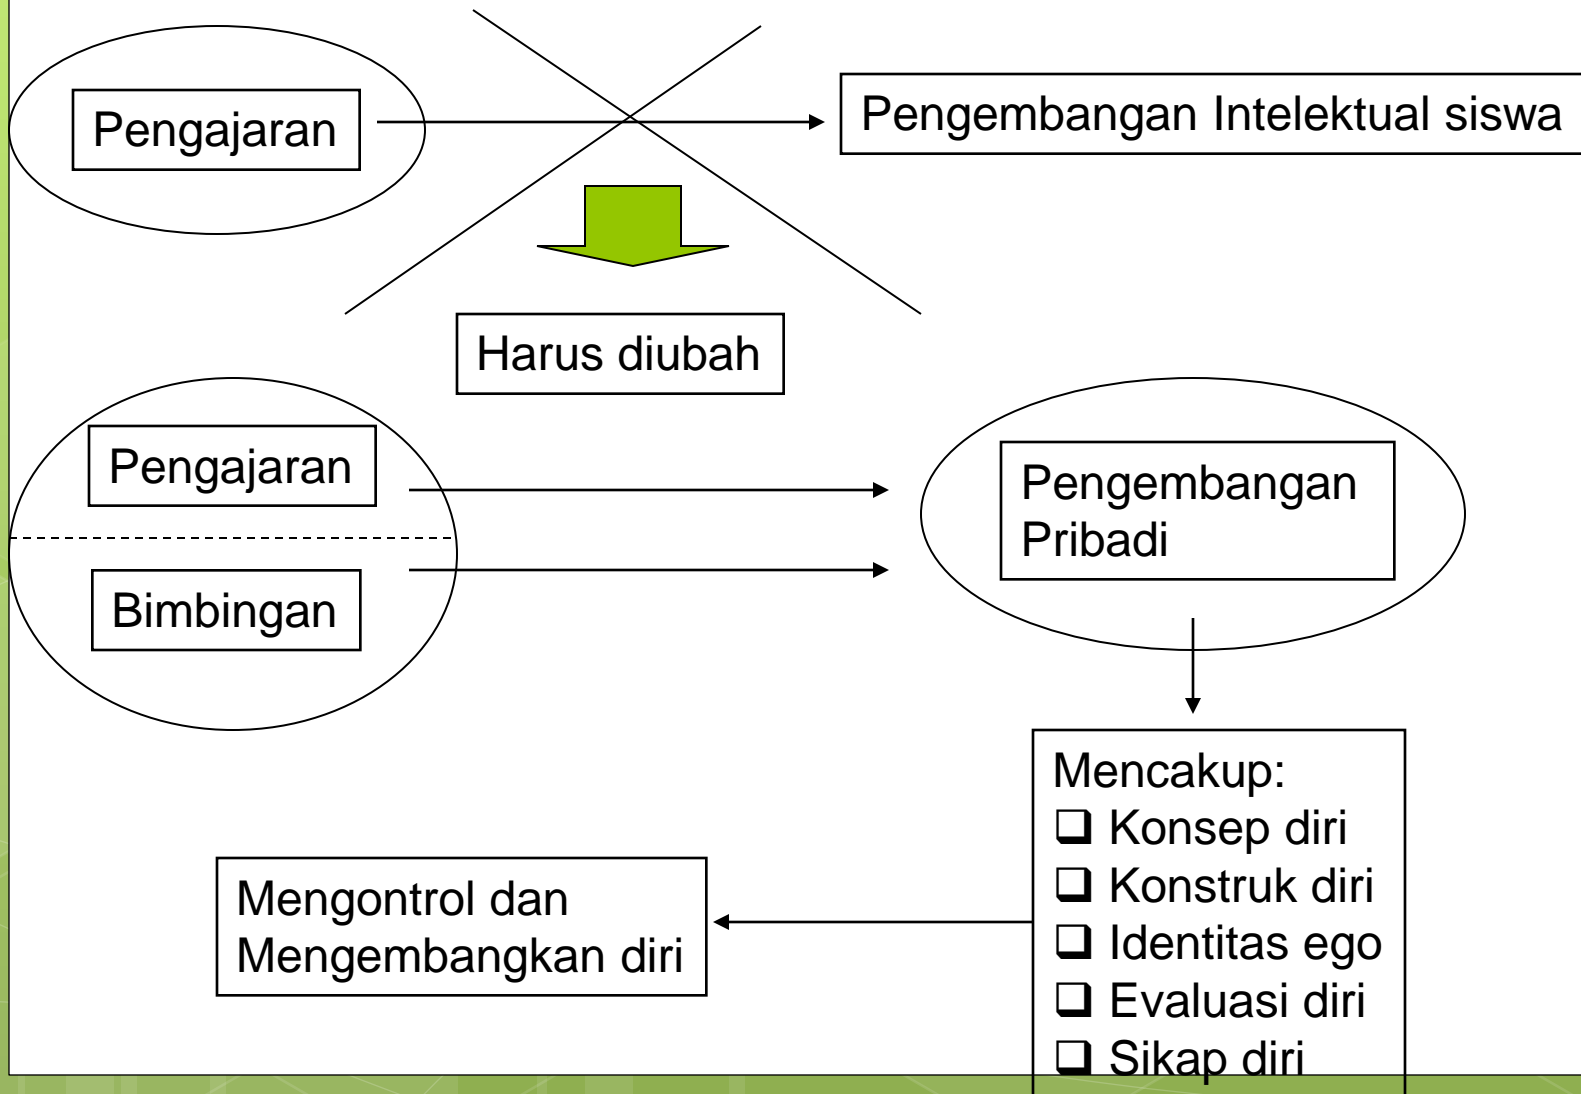 Pengajaran
Pengembangan Intelektual siswa
Harus diubah
Pengajaran
Bimbingan
Pengembangan
Pribadi
Mencakup:
❑ Konsep diri
❑ Konstruk diri
❑ Identitas ego
❑ Evaluasi diri
❑ Sikap diri
Mengontrol dan
Mengembangkan diri